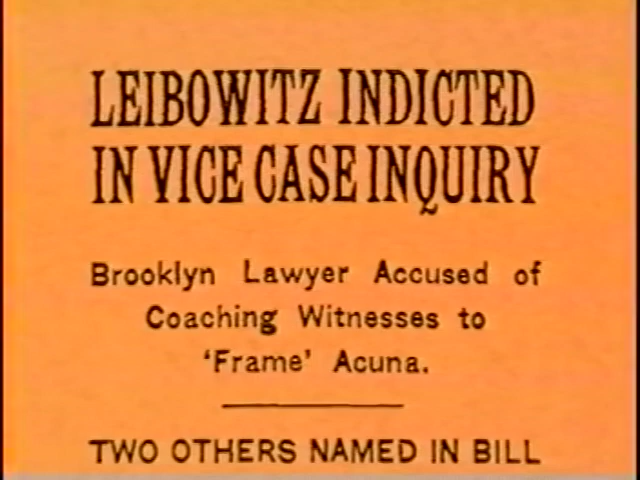 LEIBOWITZ INDICTED
IN VICE CASE INQUIRY
Brooklyn Lawyer Accused of
Coaching Witnesses to
‘Frame’ Acuna.
TWO OTHERS NAMED IN BILL